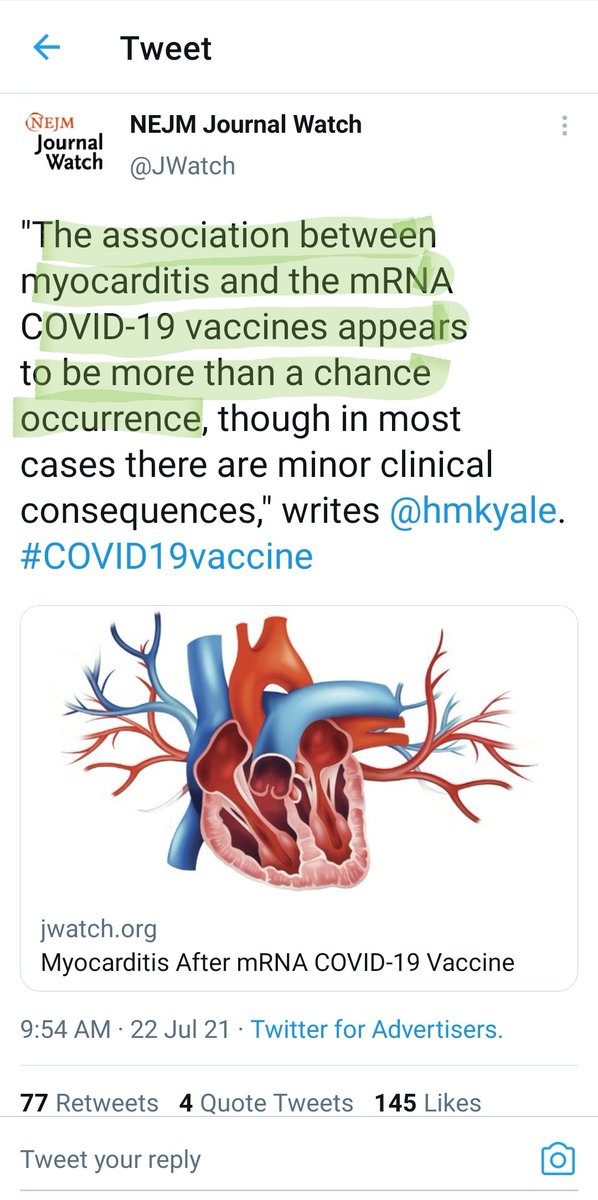 Tweet
NEJM
Journal
Watch
NEJM Journal Watch
@JWatch
"The association between
myocarditis and the mRNA
COVID-19 vaccines appears
to be more than a chance
occurrence, though in most
cases there are minor clinical
consequences," writes @hmkyale.
#COVID19vaccine
jwatch.org
Myocarditis After mRNA COVID-19 Vaccine
9:54 AM · 22 Jul 21 · Twitter for Advertisers.
77 Retweets 4 Quote Tweets 145 Likes
Tweet your reply